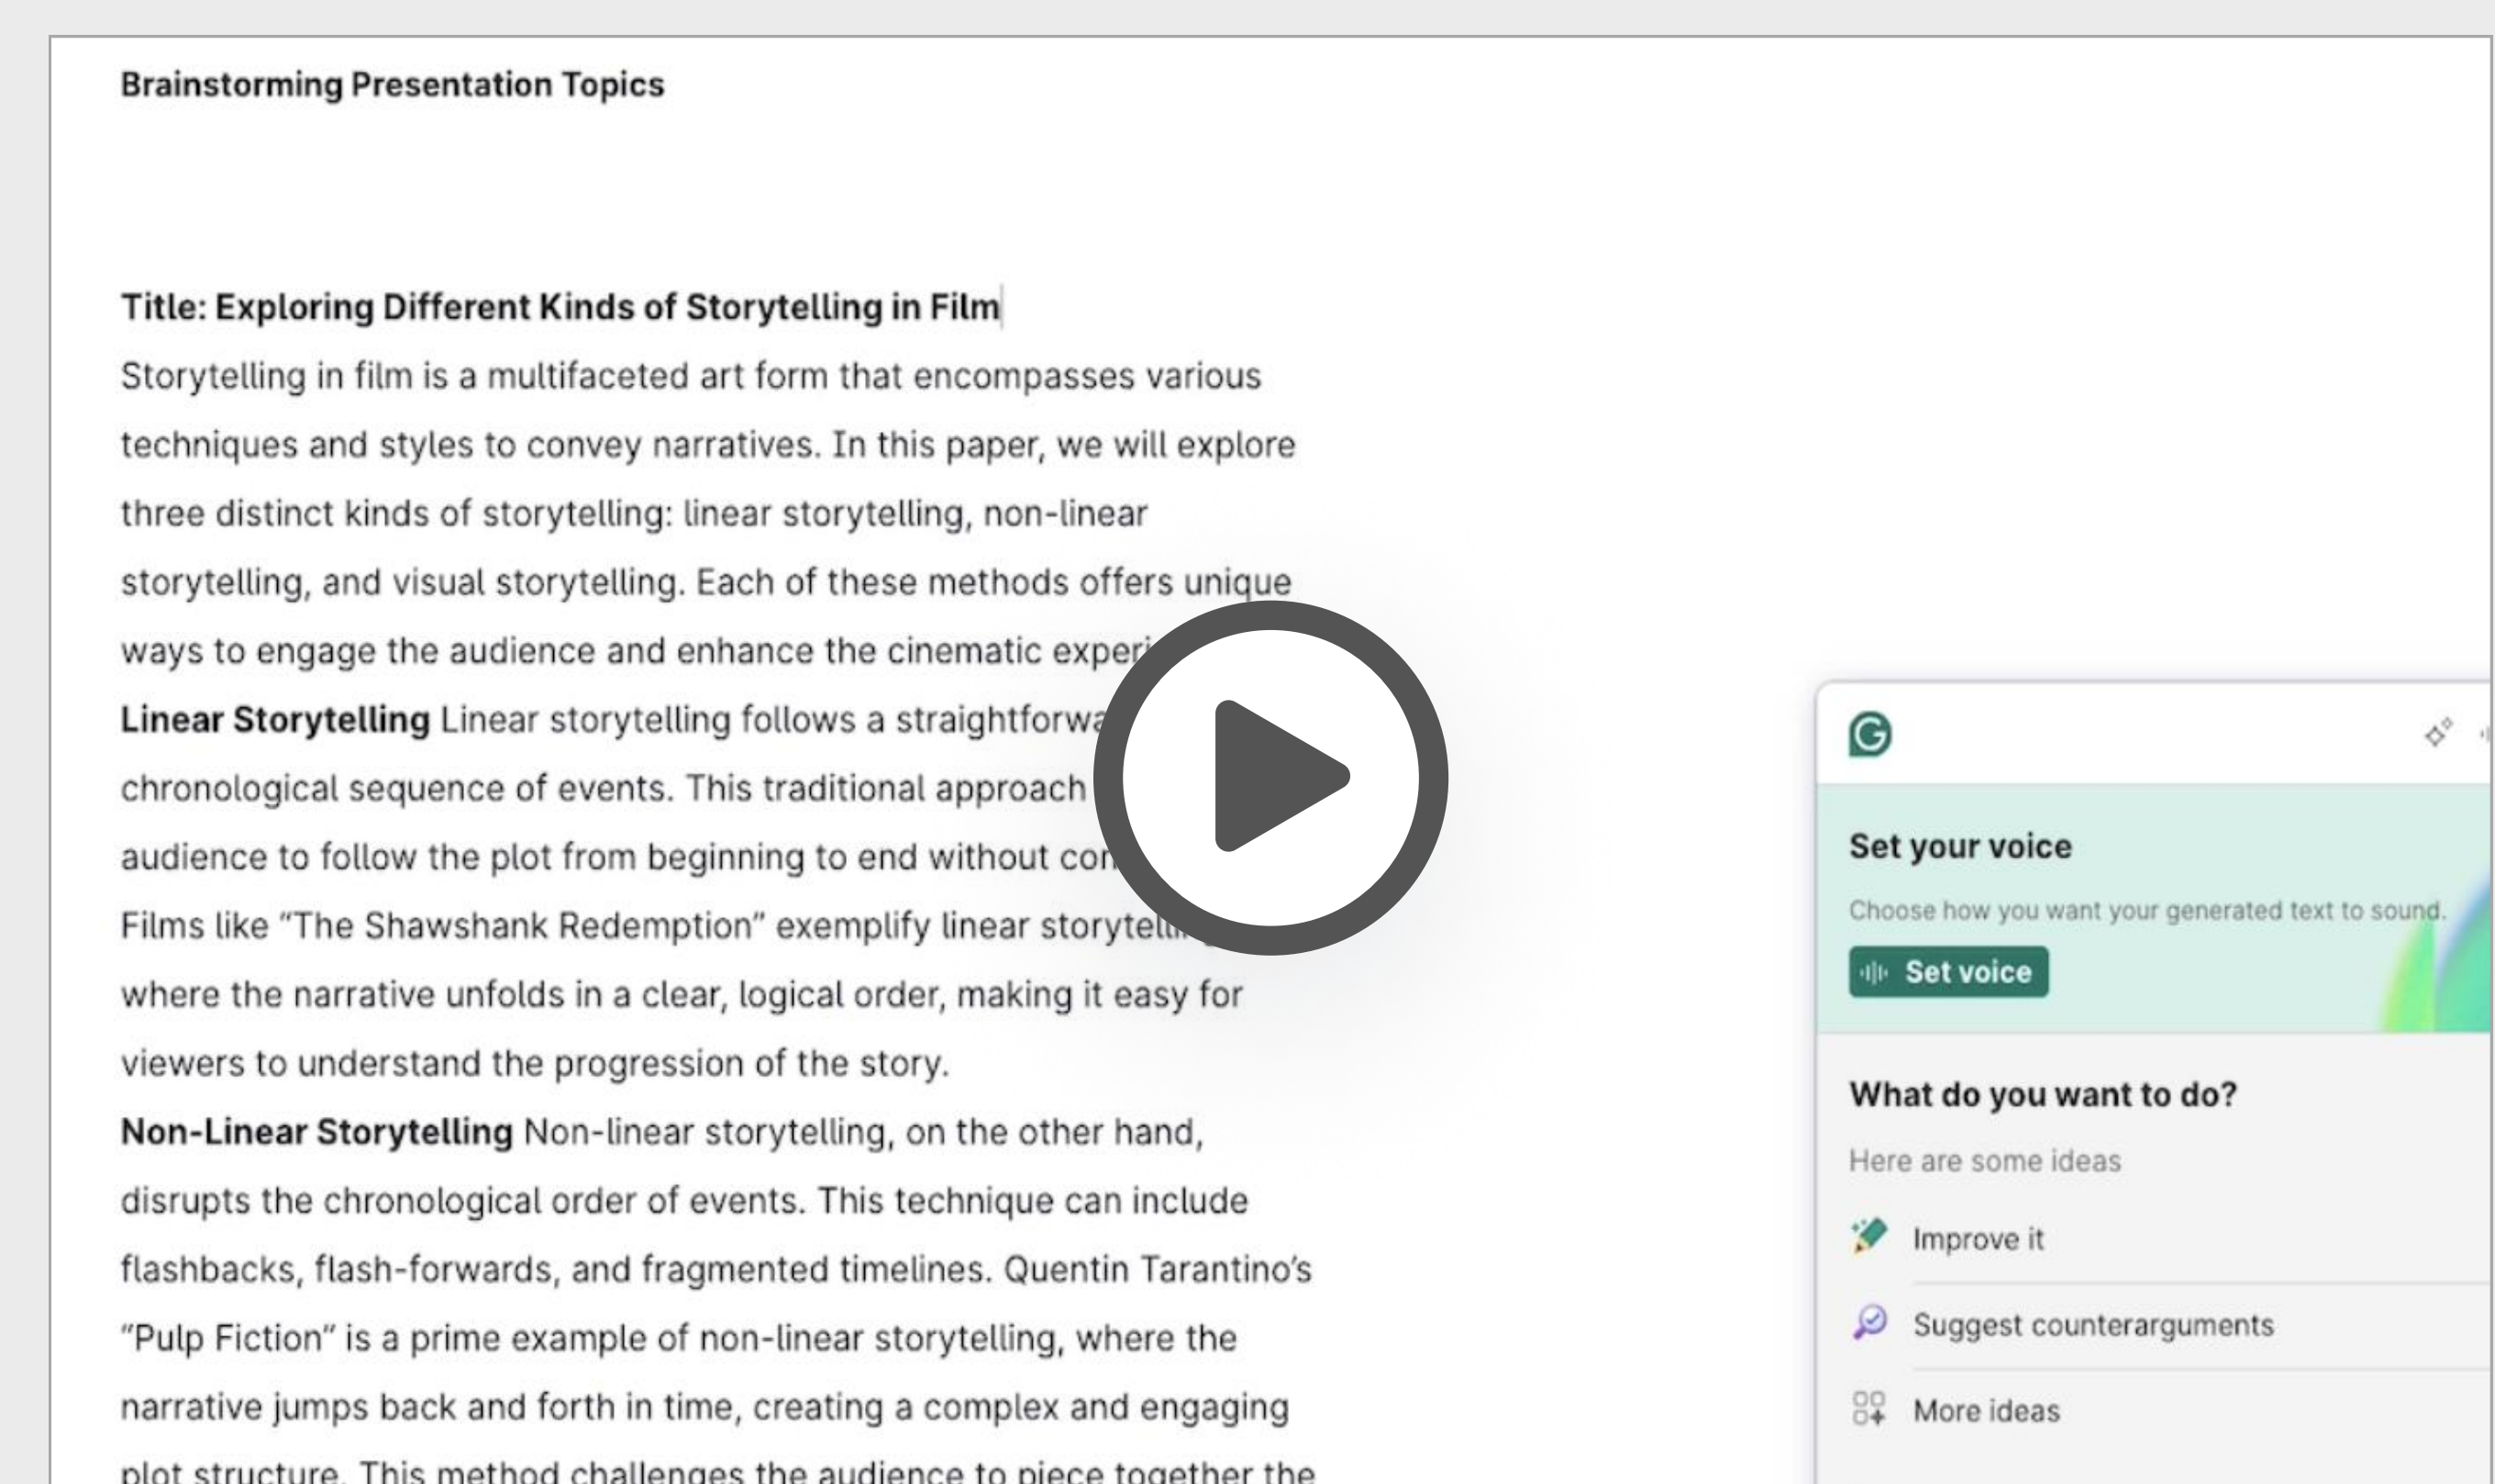 Brainstorming Presentation Topics
Title: Exploring Different Kinds of Storytelling in Film
Storytelling in film is a multifaceted art form that encompasses various
techniques and styles to convey narratives. In this paper, we will explore
three distinct kinds of storytelling: linear storytelling, non-linear
storytelling, and visual storytelling. Each of these methods offers unique
ways to engage the audience and enhance the cinematic
Linear Storytelling Linear storytelling follows a
chronological sequence of events. This traditional approach
audience to follow the plot from beginning to end without
Films like “The Shawshank Redemption” exemplify linear
where the narrative unfolds in a clear, logical order, making it easy for
viewers to understand the progression of the story.
Non-Linear Storytelling Non-linear storytelling, on the other hand,
disrupts the chronological order of events. This technique can include
flashbacks, flash-forwards, and fragmented timelines. Quentin Tarantino’s
“Pulp Fiction” is a prime example of non-linear storytelling, where the
narrative jumps back and forth in time, creating a complex and engaging
plot structure. This method challenges the audience to piece together the
G
Set your voice
Choose how you want your generated text to sound.
Set voice
What do you want to do?
Here are some ideas
Improve it
Suggest counterarguments
More ideas